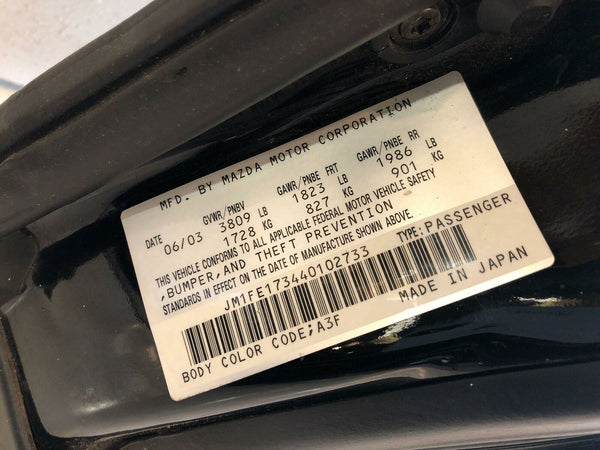 MFD. BY MAZDA MOTOR CORPORATION
GVWR/PNBV GAWR/PNBE FRT GAWR/PNBE RR
DATE 06/03 3809 LB 1823 LB 1986 LB
1728 KG 827 KG 901 KG
THIS VEHICLE CONFORMS TO ALL APPLICABLE FEDERAL MOTOR VEHICLE SAFETY
,BUMPER,AND THEFT PREVENTION
STANDARDS IN EFFECT ON THE DATE OF MANUFACTURE SHOWN ABOVE.
JM1FE173440102733 TYPE:PASSENGER
BODY COLOR CODE;A3F MADE IN JAPAN